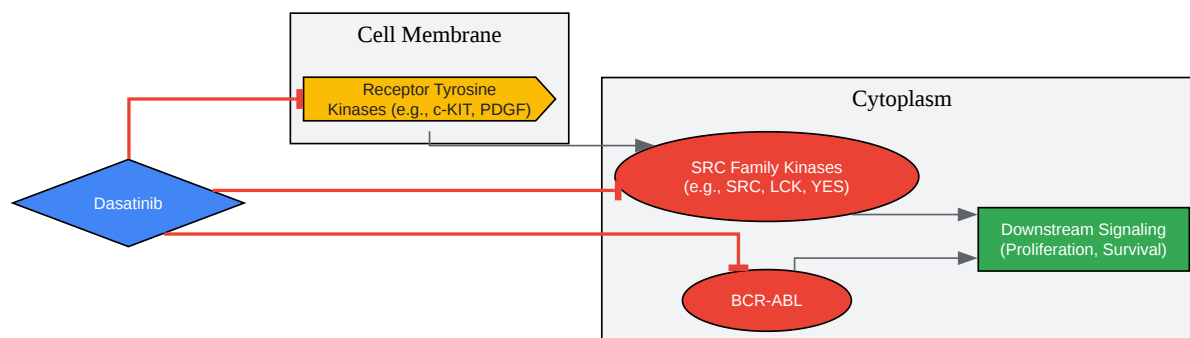 Cell Membrane
Receptor Tyrosine
Kinases (e.g., c-KIT, PDGF)
Cytoplasm
SRC Family Kinases
(e.g., SRC, LCK, YES)
Dasatinib
Downstream Signaling
(Proliferation, Survival)
BCR-ABL